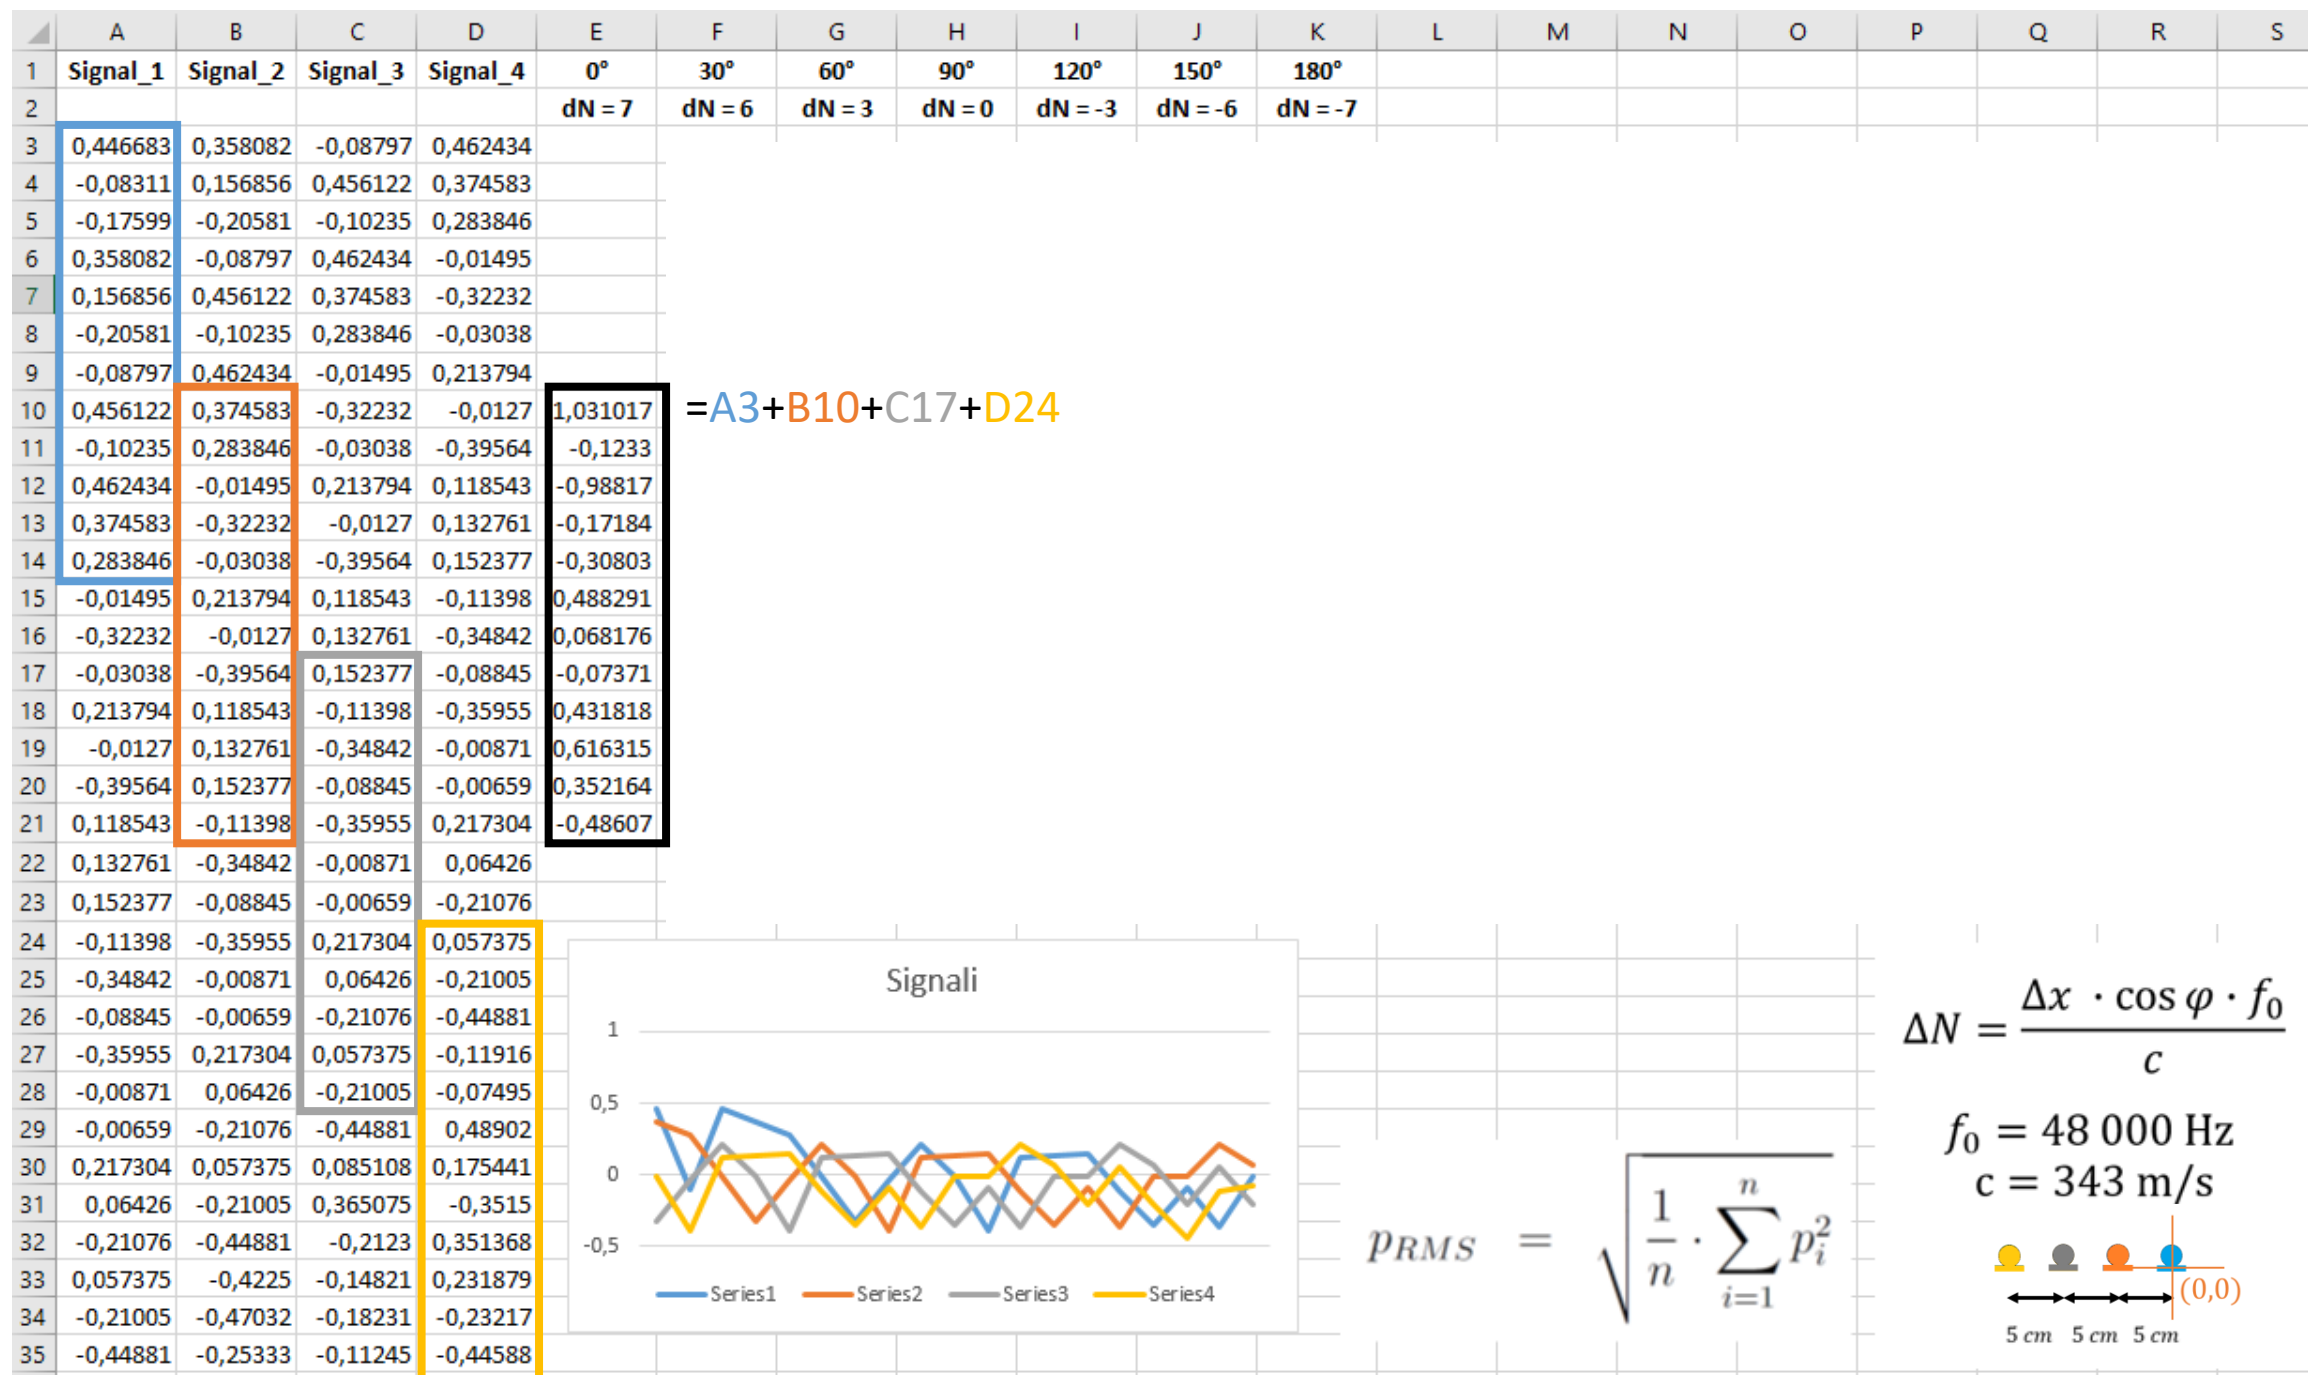 A B C D E F G H I J K L M N O P Q R S
1 Signal_1 Signal_2 Signal_3 Signal_4 0° 30° 60° 90° 120° 150° 180°
2 dN = 7 dN = 6 dN = 3 dN = 0 dN = -3 dN = -6 dN = -7
3 0,446683 0,358082 -0,08797 0,462434
4 -0,08311 0,156856 0,456122 0,374583
5 -0,17599 -0,20581 -0,10235 0,283846
6 0,358082 -0,08797 0,462434 -0,01495
7 0,156856 0,456122 0,374583 -0,32232
8 -0,20581 -0,10235 0,283846 -0,03038
9 -0,08797 0,462434 -0,01495 0,213794
10 0,456122 0,374583 -0,32232 -0,0127 1,031017 =A3+B10+C17+D24
11 -0,10235 0,283846 -0,03038 -0,39564 -0,1233
12 0,462434 -0,01495 0,213794 0,118543 -0,98817
13 0,374583 -0,32232 -0,0127 0,132761 -0,17184
14 0,283846 -0,03038 -0,39564 0,152377 -0,30803
15 -0,01495 0,213794 0,118543 -0,11398 0,488291
16 -0,32232 -0,0127 0,132761 -0,34842 0,068176
17 -0,03038 -0,39564 0,152377 -0,08845 -0,07371
18 0,213794 0,118543 -0,11398 -0,35955 0,431818
19 -0,0127 0,132761 -0,34842 -0,00871 0,616315
20 -0,39564 0,152377 -0,08845 -0,00659 0,352164
21 0,118543 -0,11398 -0,35955 0,217304 -0,48607
22 0,132761 -0,34842 -0,00871 0,06426
23 0,152377 -0,08845 -0,00659 -0,21076
24 -0,11398 -0,35955 0,217304 0,057375
25 -0,34842 -0,00871 0,06426 -0,21005
26 -0,08845 -0,00659 -0,21076 -0,44881
27 -0,35955 0,217304 0,057375 -0,11916
28 -0,00871 0,06426 -0,21005 -0,07495
29 -0,00659 -0,21076 -0,44881 0,48902
30 0,217304 0,057375 0,085108 0,175441
31 0,06426 -0,21005 0,365075 -0,3515
32 -0,21076 -0,44881 -0,2123 0,351368
33 0,057375 -0,4225 -0,14821 0,231879
34 -0,21005 -0,47032 -0,18231 -0,23217
35 -0,44881 -0,25333 -0,11245 -0,44588
Signali
1
0,5
0
-0,5
Series1 Series2 Series3 Series4
p_RMS = √(1/n · ∑_{i=1}^{n} p_i^2)
ΔN = (Δx · cos φ · f₀) / c
f₀ = 48 000 Hz
c = 343 m/s
(0,0)
5 cm 5 cm 5 cm